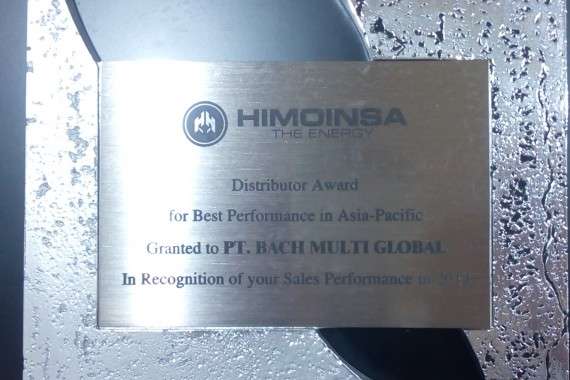 HIMOINSA
THE ENERGY
Distributor Award
for Best Performance in Asia-Pacific
Granted to PT. BACH MULTI GLOBAL
In Recognition of your Sales Performance in